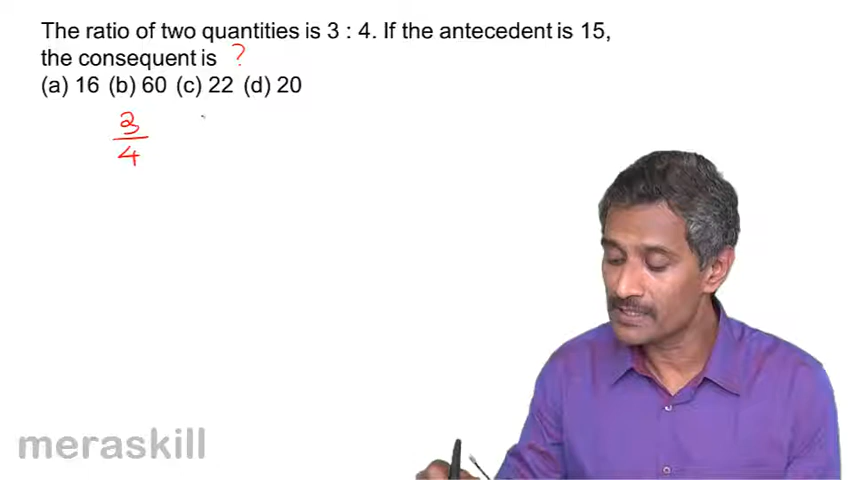 The ratio of two quantities is 3 : 4. If the antecedent is 15,
the consequent is ?
(a) 16 (b) 60 (c) 22 (d) 20
3
4
meraskill